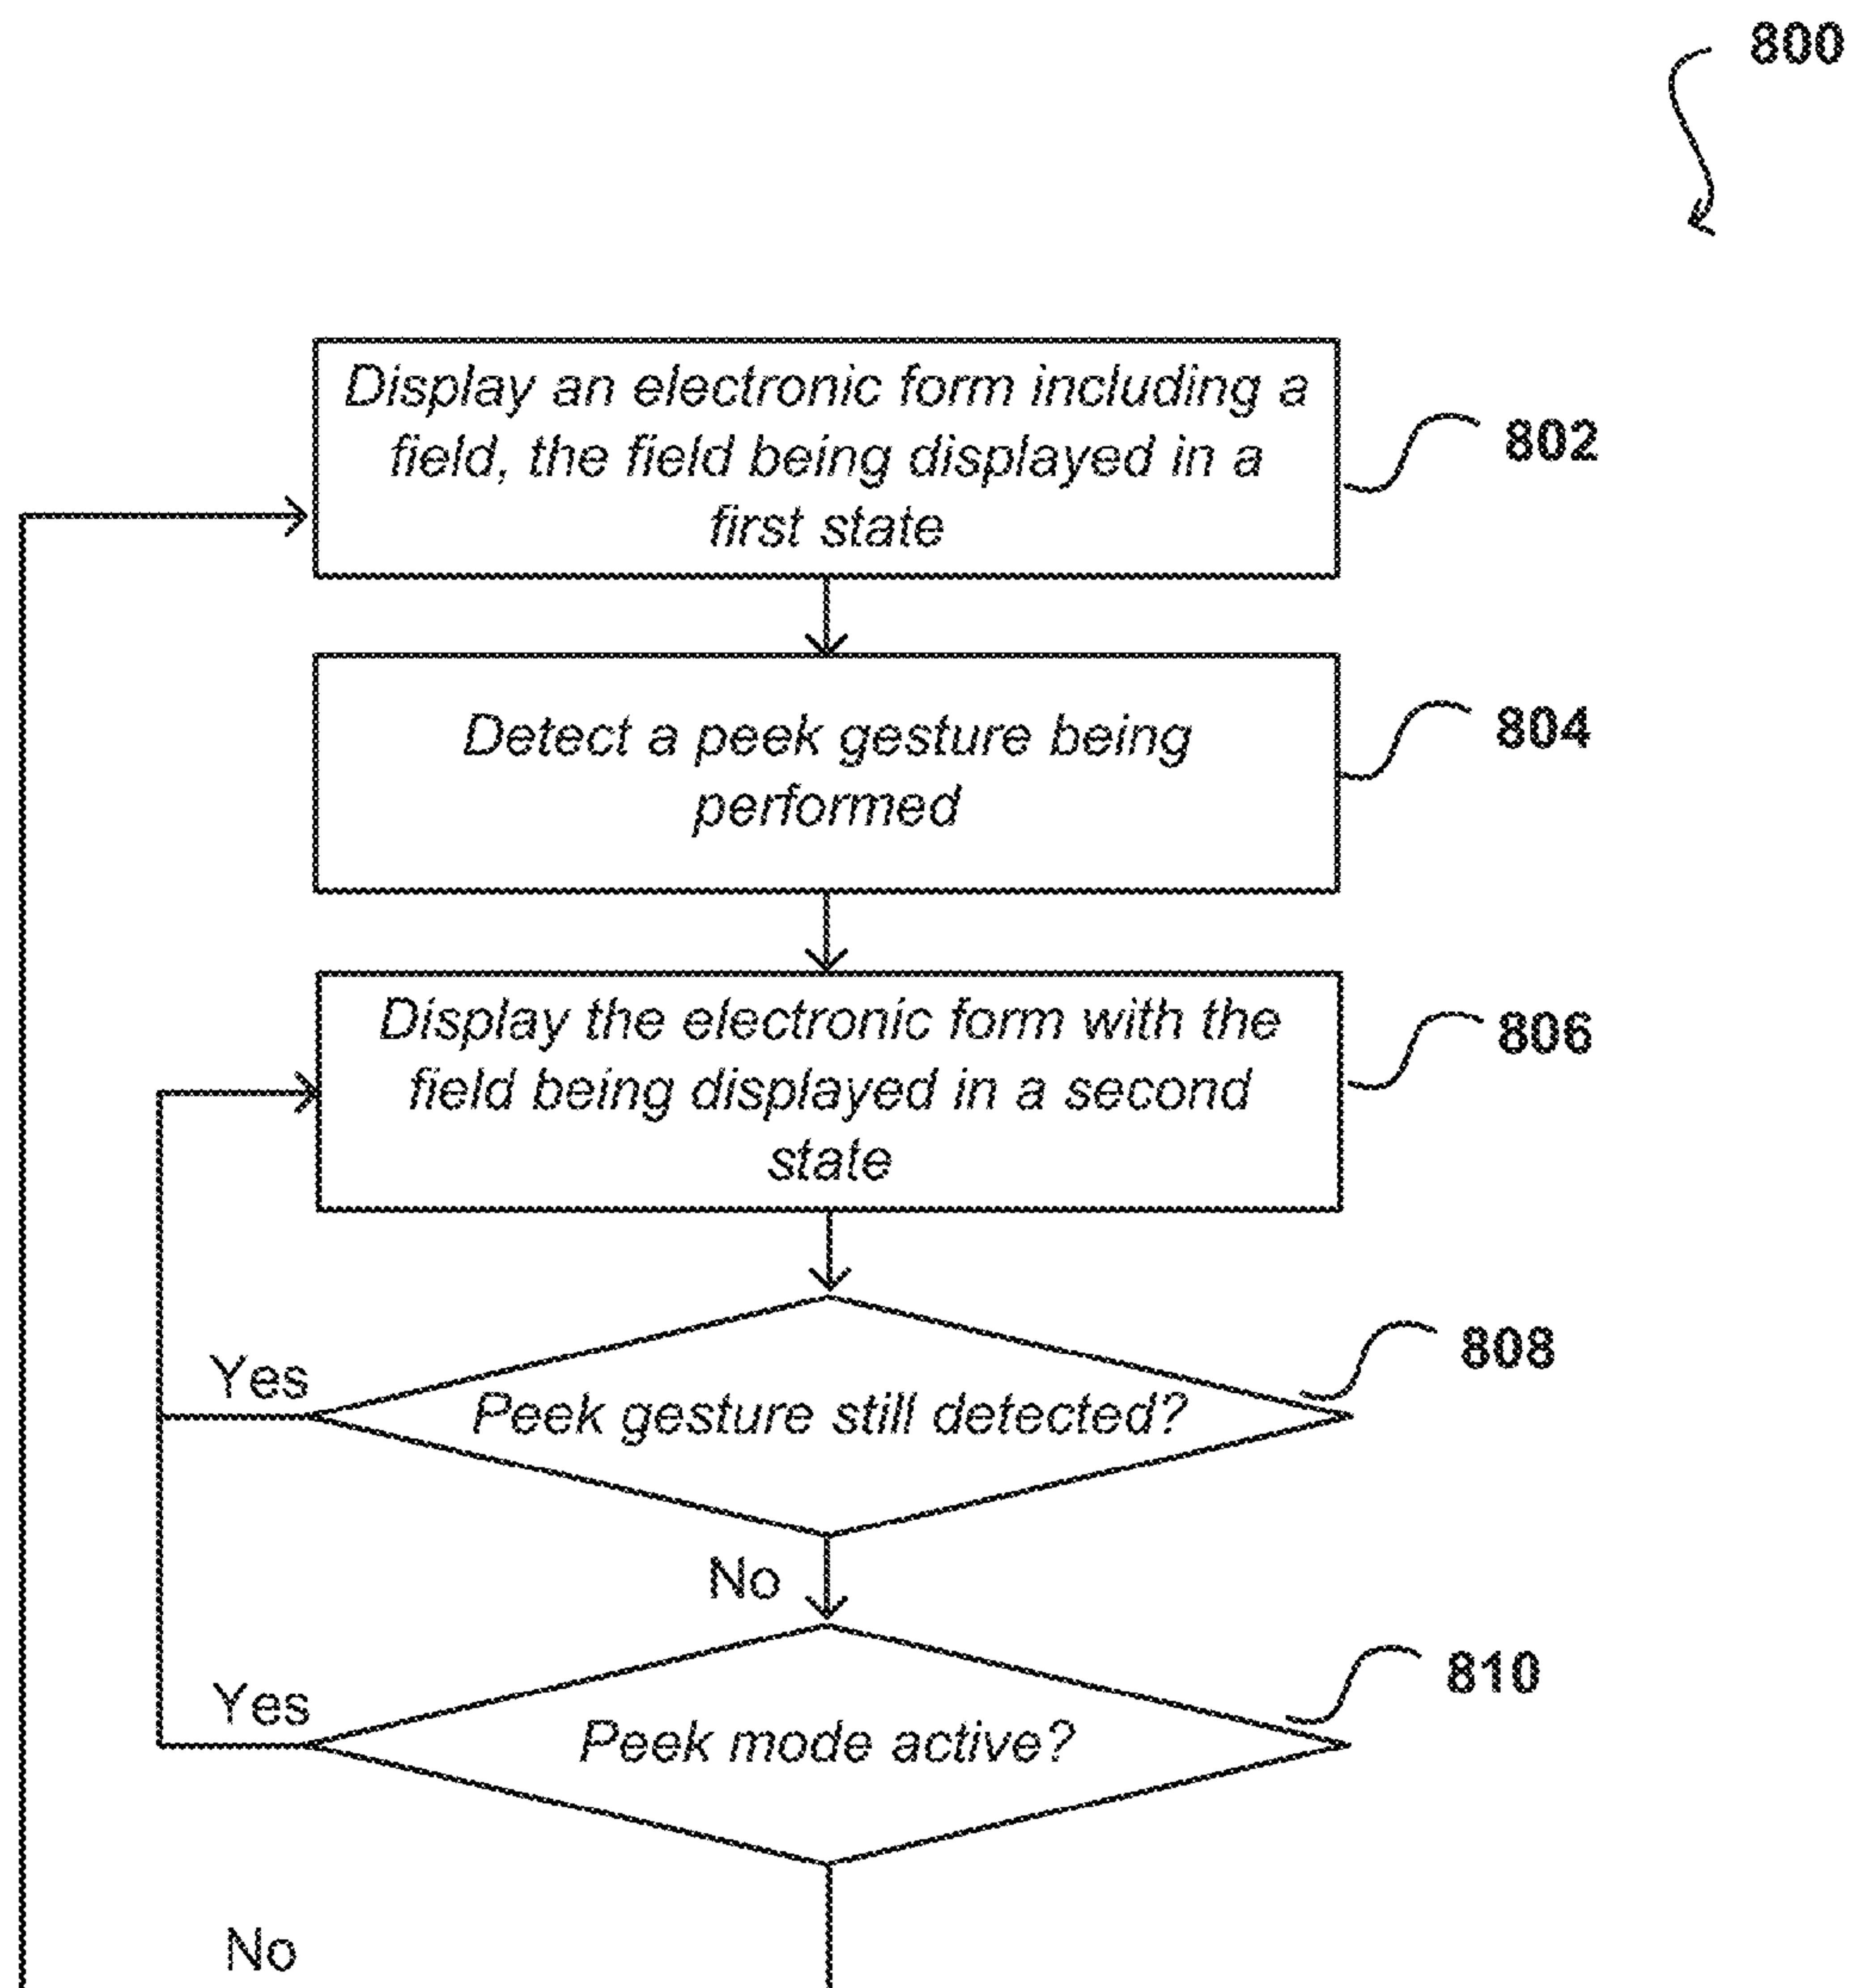 800
Display an electronic form including a
field, the field being displayed in a
first state
802
Detect a peek gesture being
performed
804
Display the electronic form with the
field being displayed in a second
state
806
Yes
Peek gesture still detected?
808
No
Yes
Peek mode active?
810
No